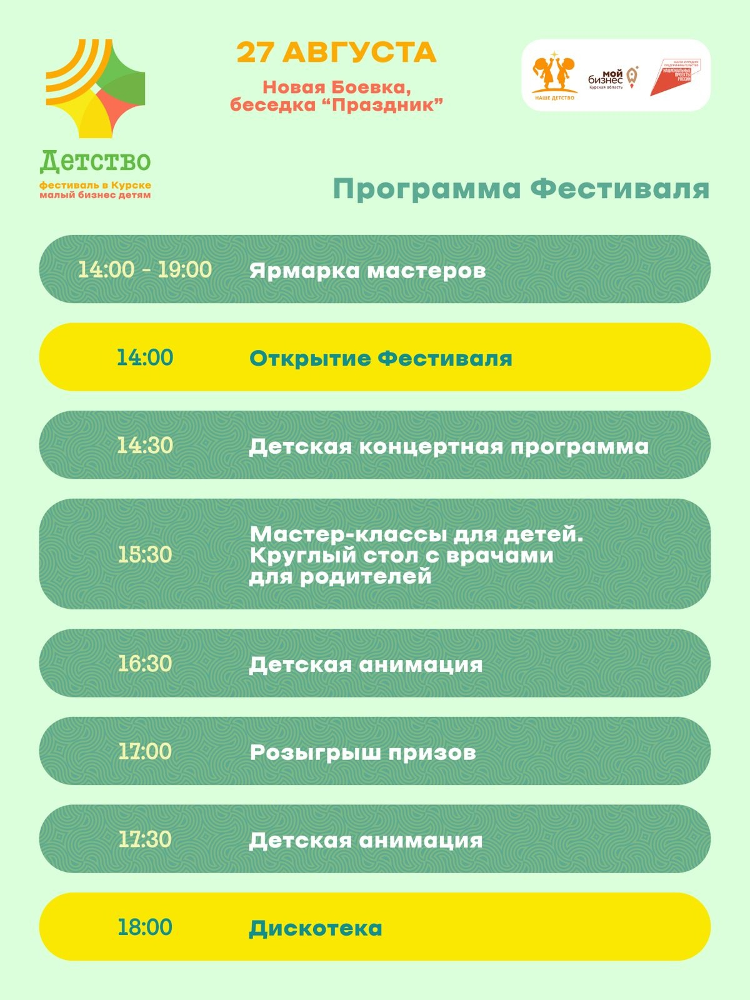 27 АВГУСТА
Новая Боевка,
беседка “Праздник”
НАШЕ ДЕТСТВО
мой
бизнес
Курская область
МАЛОЕ И СРЕДНЕЕ
ПРЕДПРИНИМАТЕЛЬСТВО
НАЦИОНАЛЬНЫЕ
ПРОЕКТЫ
РОССИИ
Детство
фестиваль в Курске
малый бизнес детям
Программа Фестиваля
14:00 - 19:00 Ярмарка мастеров
14:00 Открытие Фестиваля
14:30 Детская концертная программа
15:30 Мастер-классы для детей.
Круглый стол с врачами
для родителей
16:30 Детская анимация
17:00 Розыгрыш призов
17:30 Детская анимация
18:00 Дискотека